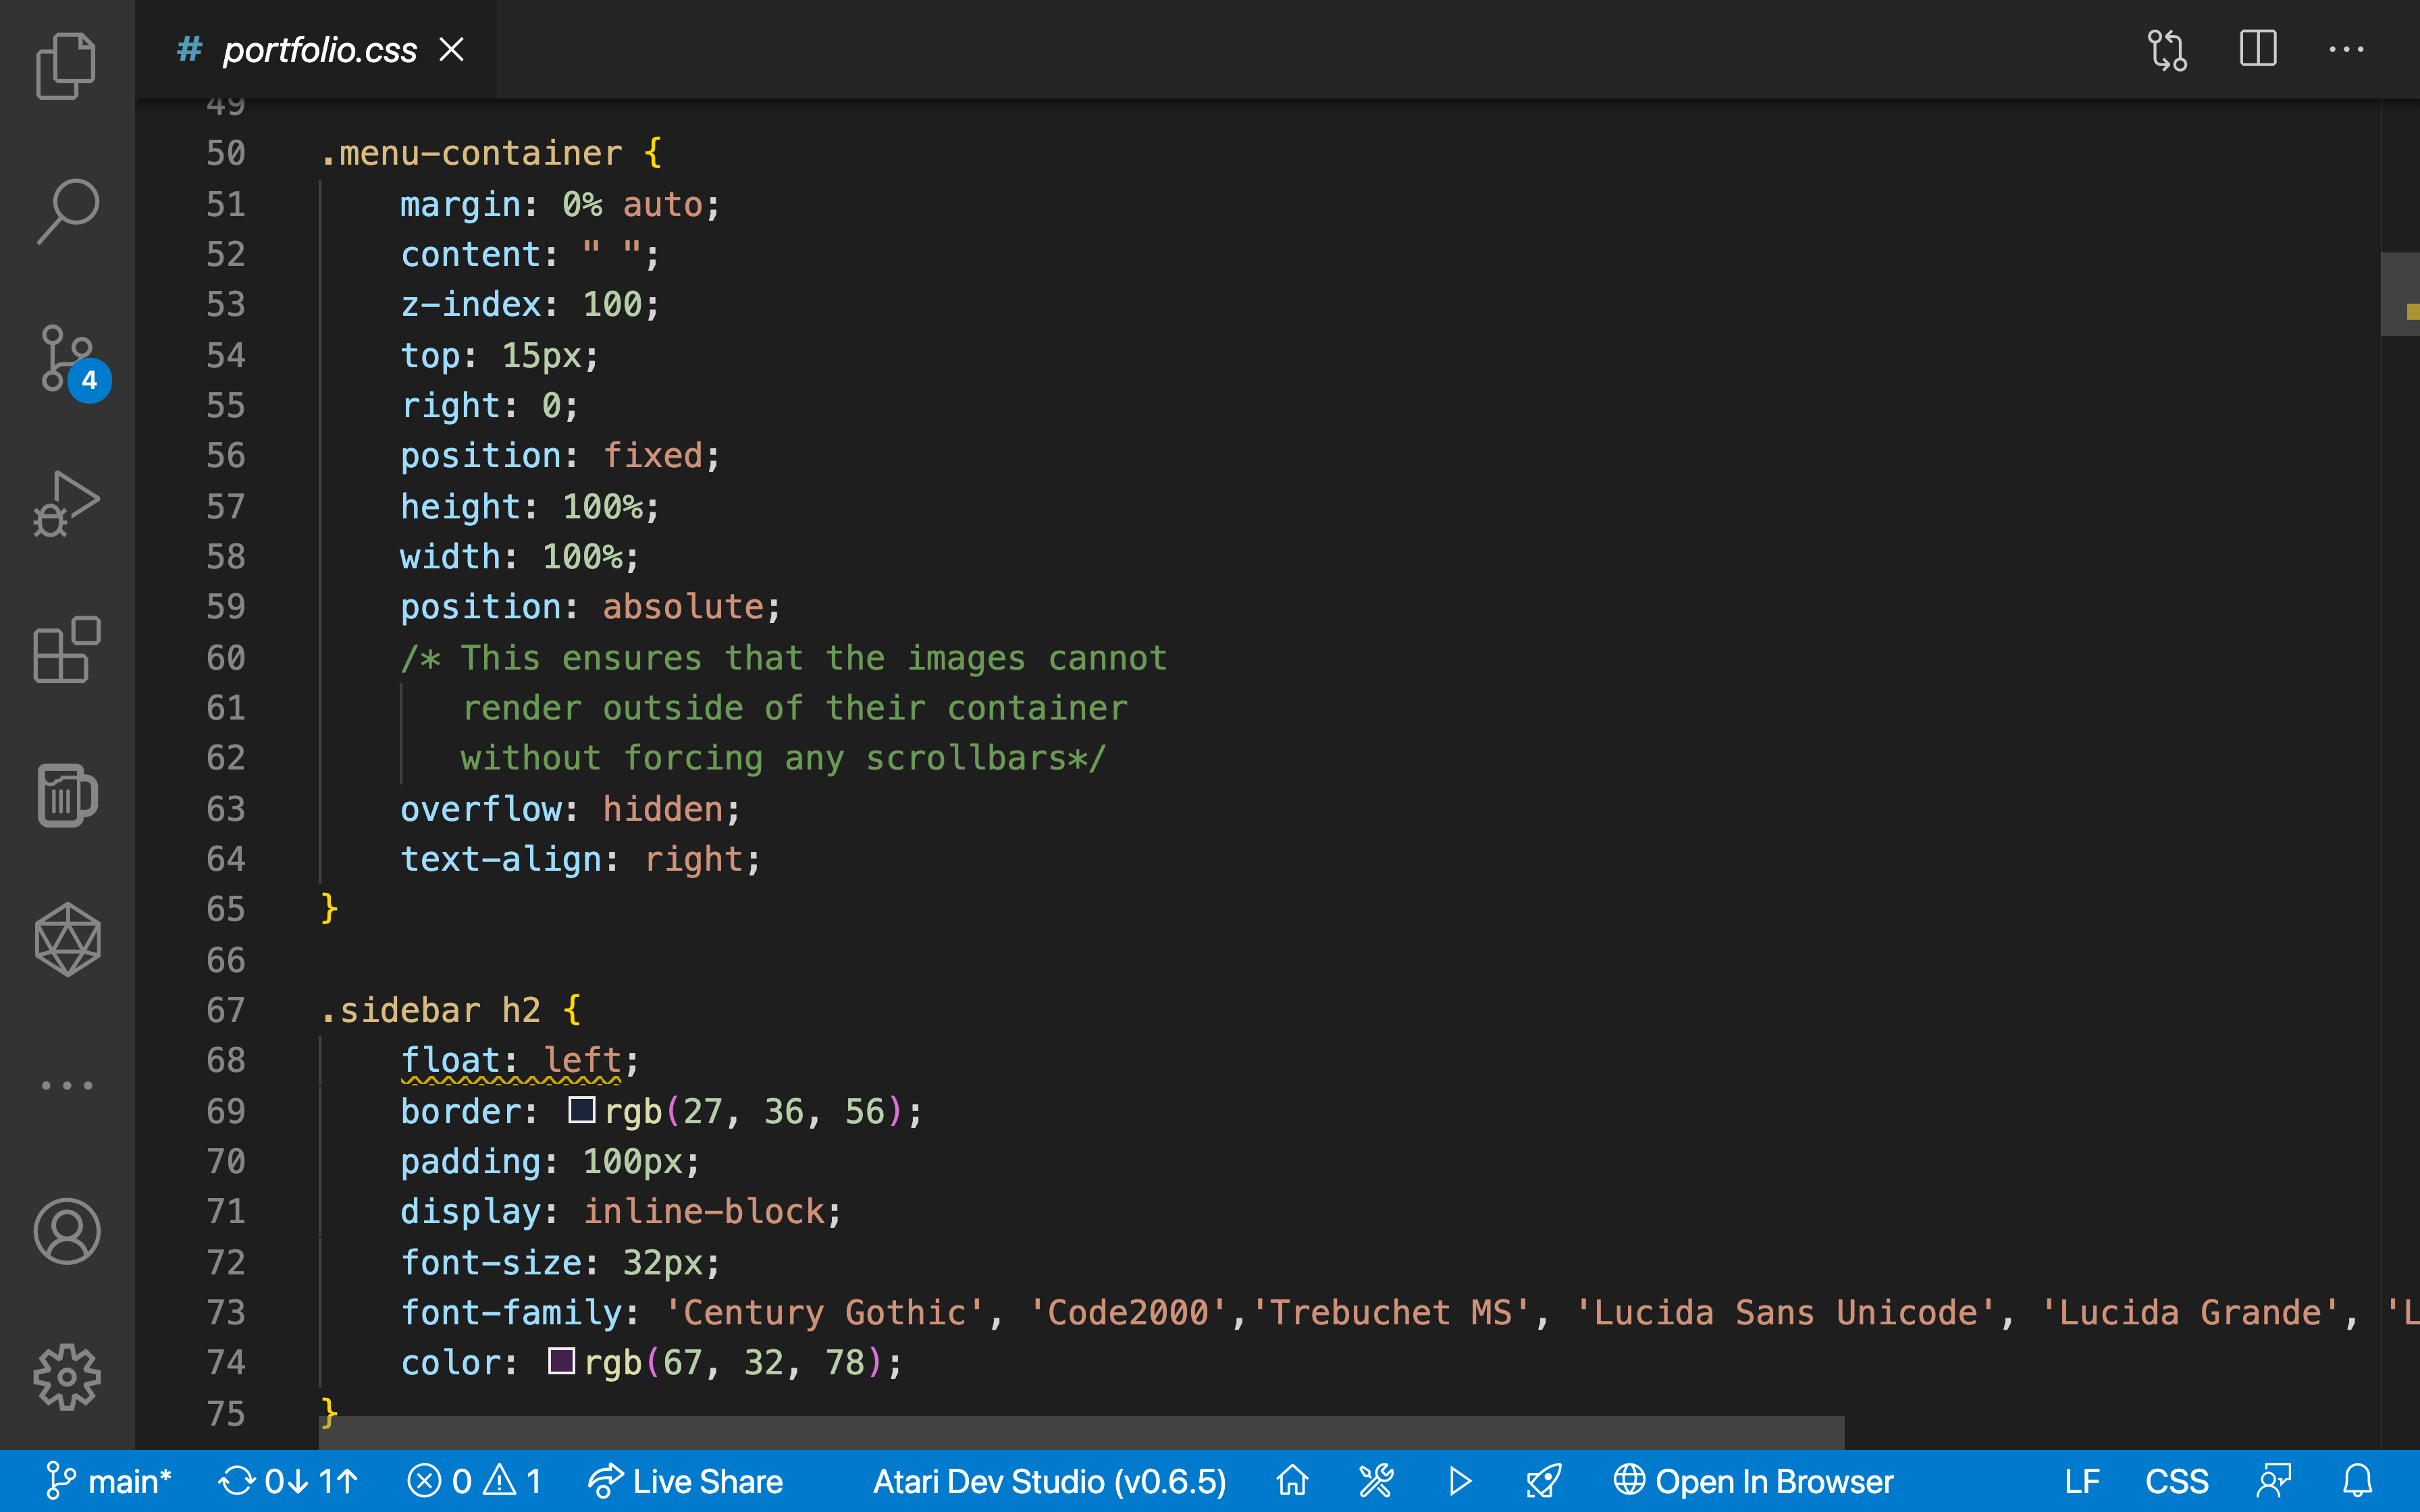 # portfolio.css
49
50 .menu-container {
51 margin: 0% auto;
52 content: " ";
53 z-index: 100;
54 top: 15px;
55 right: 0;
56 position: fixed;
57 height: 100%;
58 width: 100%;
59 position: absolute;
60 /* This ensures that the images cannot
61 render outside of their container
62 without forcing any scrollbars*/
63 overflow: hidden;
64 text-align: right;
65 }
66
67 .sidebar h2 {
68 float: left;
69 border: rgb(27, 36, 56);
70 padding: 100px;
71 display: inline-block;
72 font-size: 32px;
73 font-family: 'Century Gothic', 'Code2000','Trebuchet MS', 'Lucida Sans Unicode', 'Lucida Grande', 'L
74 color: rgb(67, 32, 78);
75 }
4
main* 0↓ 1↑ 0 1 Live Share Atari Dev Studio (v0.6.5) Open In Browser LF CSS